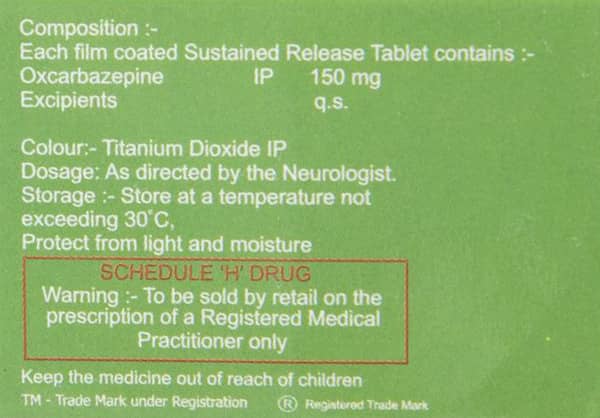 Composition :-
Each film coated Sustained Release Tablet contains :-
Oxcarbazepine IP 150 mg
Excipients q.s.
Colour:- Titanium Dioxide IP
Dosage: As directed by the Neurologist.
Storage :- Store at a temperature not
exceeding 30°C,
Protect from light and moisture
SCHEDULE 'H' DRUG
Warning :- To be sold by retail on the
prescription of a Registered Medical
Practitioner only
Keep the medicine out of reach of children
TM - Trade Mark under Registration ® Registered Trade Mark